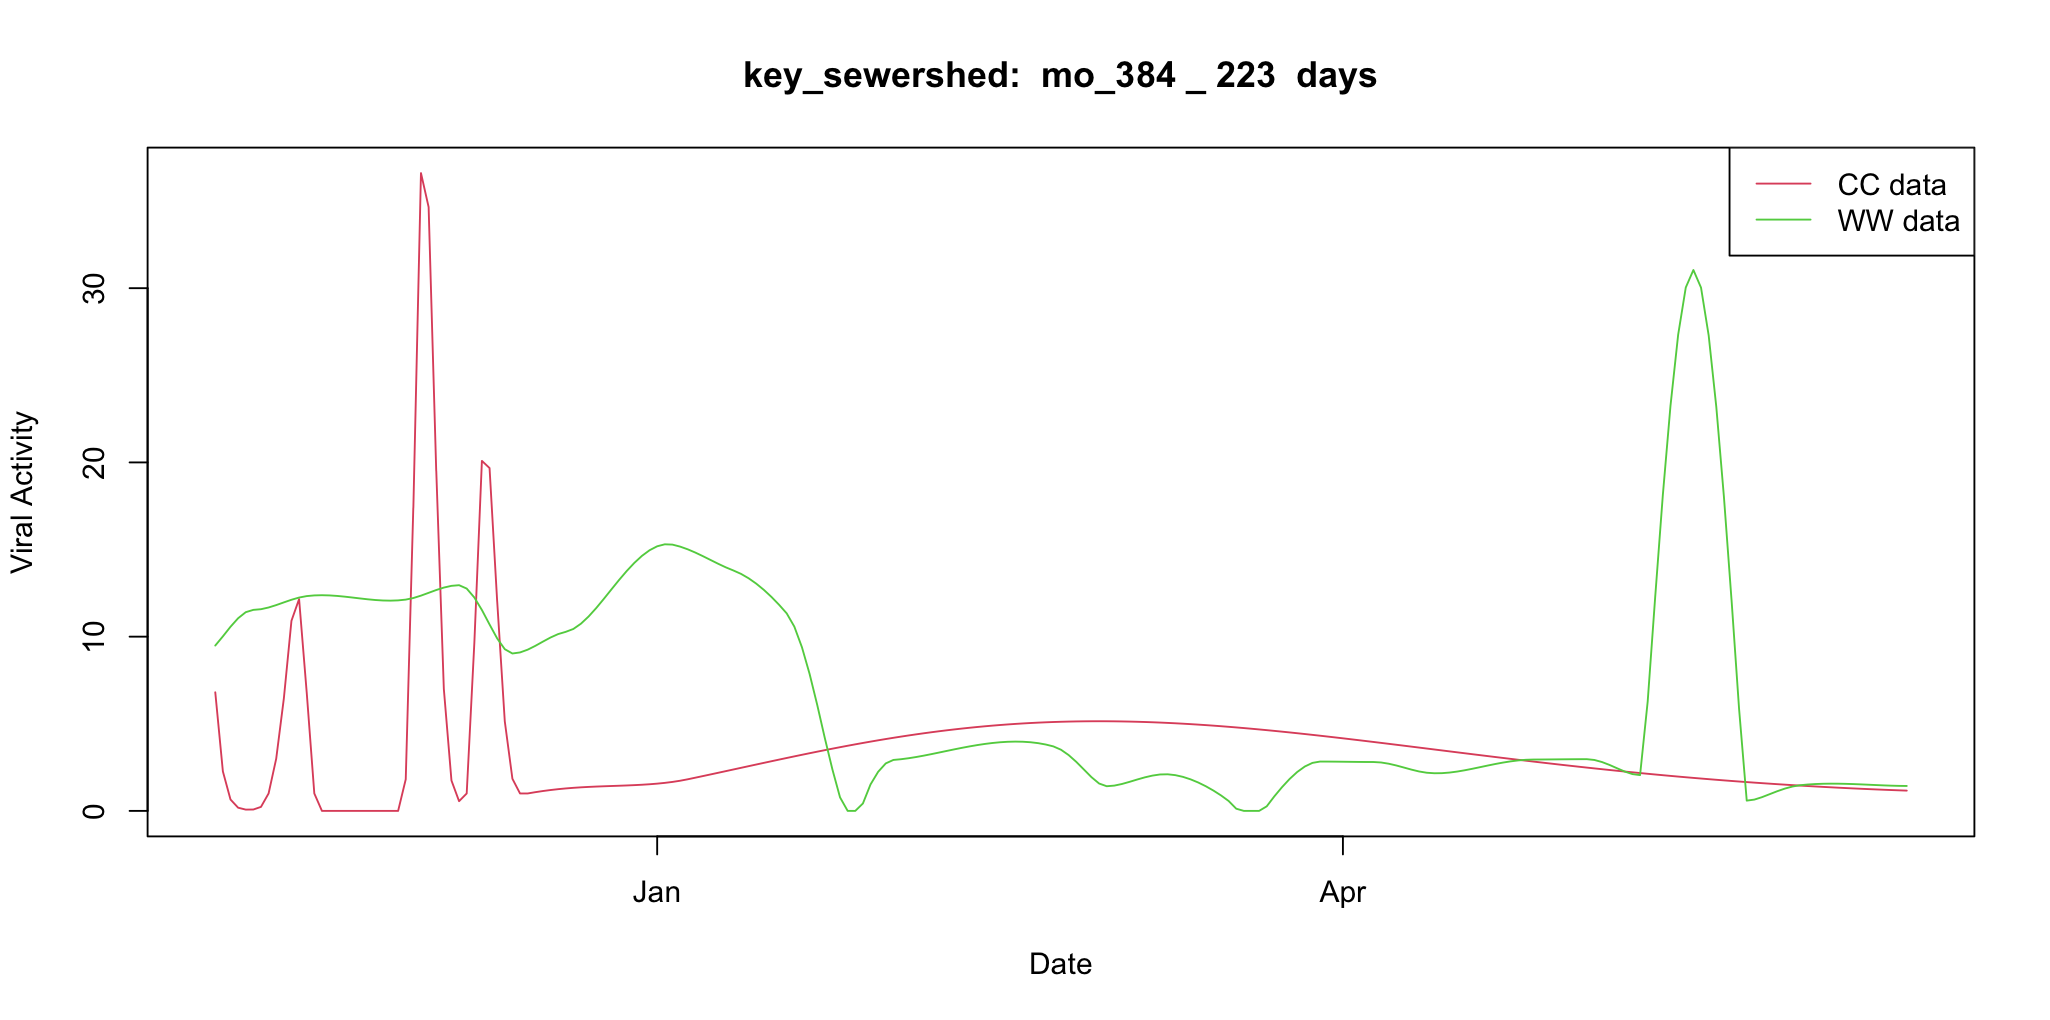 key_sewershed: mo_384 _ 223 days
CC data
WW data
Viral Activity
30
20
10
0
Jan
Apr
Date